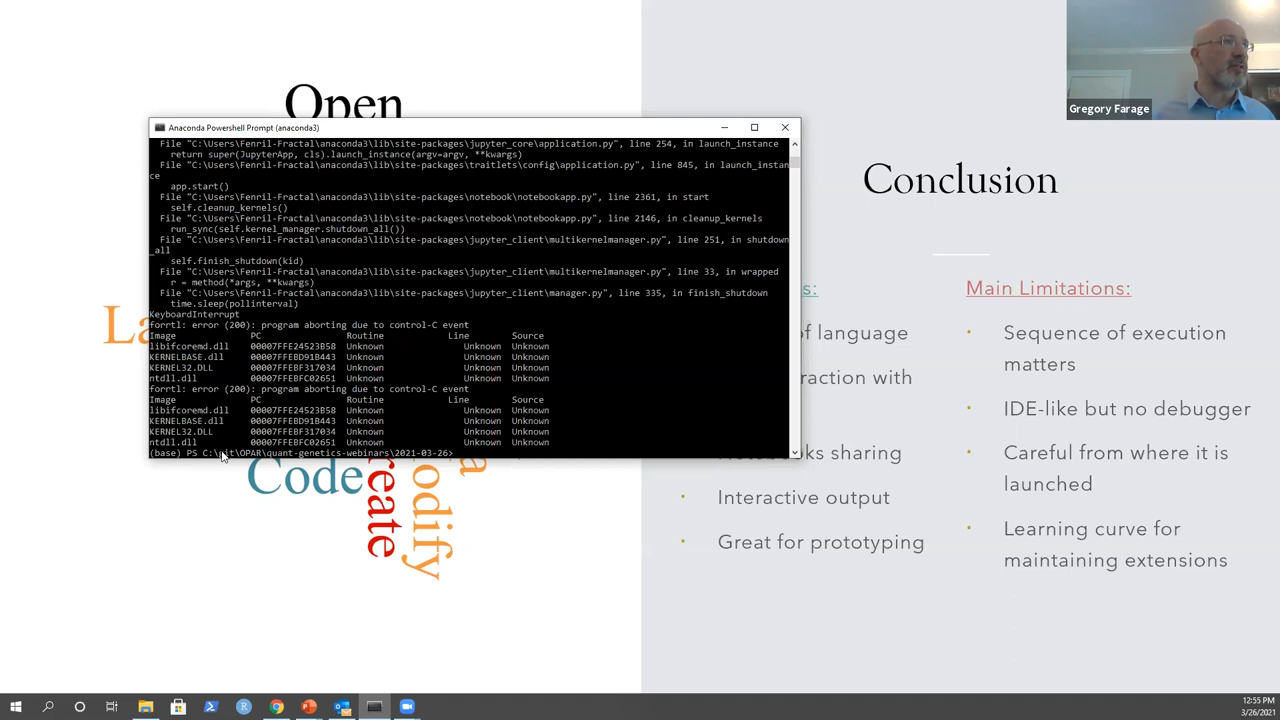 Open
Gregory Farage
Anaconda Powershell Prompt (anaconda3)
File "C:\Users\Fenril-Fractal\anaconda3\lib\site-packages\jupyter_core\application.py", line 254, in launch_instance
return super(JupyterApp, cls).launch_instance(argv=argv, **kwargs)
File "C:\Users\Fenril-Fractal\anaconda3\lib\site-packages\traitlets\config\application.py", line 845, in launch_instan
ce
app.start()
File "C:\Users\Fenril-Fractal\anaconda3\lib\site-packages\notebook\notebookapp.py", line 2361, in start
self.cleanup_kernels()
File "C:\Users\Fenril-Fractal\anaconda3\lib\site-packages\notebook\notebookapp.py", line 2146, in cleanup_kernels
run_sync(self.kernel_manager.shutdown_all())
File "C:\Users\Fenril-Fractal\anaconda3\lib\site-packages\jupyter_client\multikernelmanager.py", line 251, in shutdown
_all
self.finish_shutdown(kid)
File "C:\Users\Fenril-Fractal\anaconda3\lib\site-packages\jupyter_client\multikernelmanager.py", line 33, in wrapped
r = method(*args, **kwargs)
File "C:\Users\Fenril-Fractal\anaconda3\lib\site-packages\jupyter_client\manager.py", line 335, in finish_shutdown
time.sleep(pollinterval)
KeyboardInterrupt
forrtl: error (200): program aborting due to control-C event
Image PC Routine Line Source
libifcoremd.dll 00007FFE24523B58 Unknown Unknown Unknown
KERNELBASE.dll 00007FFEBD91B443 Unknown Unknown Unknown
KERNEL32.DLL 00007FFEBF317034 Unknown Unknown Unknown
ntdll.dll 00007FFEBFC02651 Unknown Unknown Unknown
forrtl: error (200): program aborting due to control-C event
Image PC Routine Line Source
libifcoremd.dll 00007FFE24523B58 Unknown Unknown Unknown
KERNELBASE.dll 00007FFEBD91B443 Unknown Unknown Unknown
KERNEL32.DLL 00007FFEBF317034 Unknown Unknown Unknown
ntdll.dll 00007FFEBFC02651 Unknown Unknown Unknown
(base) PS C:\git\OPAR\quant-genetics-webinars\2021-03-26>
Code
reate
odify
Conclusion
s:
of language
raction with
Notebooks sharing
• Interactive output
• Great for prototyping
Main Limitations:
• Sequence of execution
matters
• IDE-like but no debugger
• Careful from where it is
launched
• Learning curve for
maintaining extensions
12:55 PM
3/26/2021